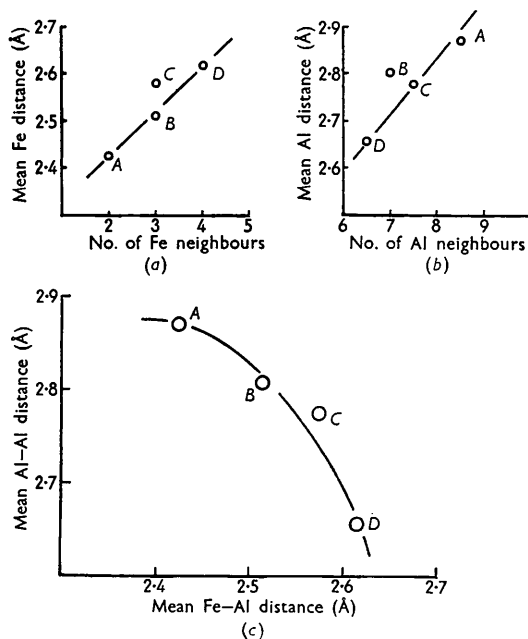 2·7
2·6
2·5
2·4
Mean Fe distance (Å)
A
B
C
D
1 2 3 4 5
No. of Fe neighbours
(a)
2·9
2·8
2·7
2·6
Mean Al distance (Å)
A
B
C
D
6 7 8 9
No. of Al neighbours
(b)
2·9
2·8
2·7
Mean Al–Al distance (Å)
A
B
C
D
2·4 2·5 2·6 2·7
Mean Fe–Al distance (Å)
(c)